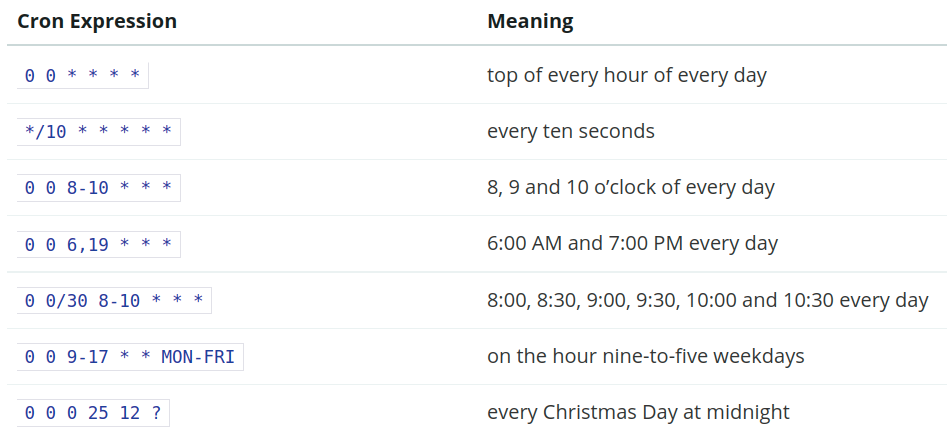 Cron Expression Meaning
0 0 * * * * top of every hour of every day
*/10 * * * * * every ten seconds
0 0 8-10 * * * 8, 9 and 10 o’clock of every day
0 0 6,19 * * * 6:00 AM and 7:00 PM every day
0 0/30 8-10 * * * 8:00, 8:30, 9:00, 9:30, 10:00 and 10:30 every day
0 0 9-17 * * MON-FRI on the hour nine-to-five weekdays
0 0 0 25 12 ? every Christmas Day at midnight